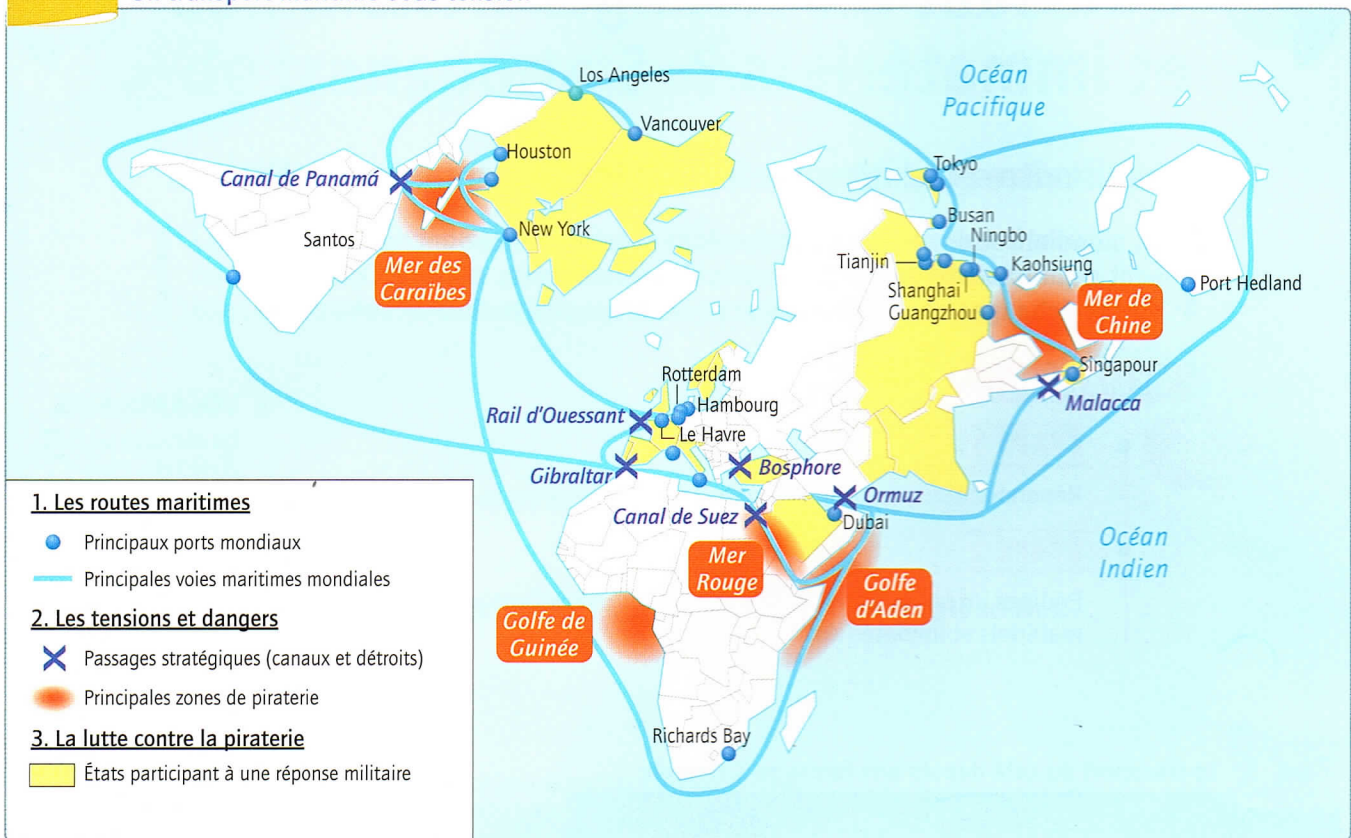 Los Angeles
Océan
Pacifique
Vancouver
Houston
Tokyo
Canal de Panamá
Busan
Ningbo
New York
Santos
Tianjin
Kaohsiung
Mer des
Caraïbes
Shanghai
Port Hedland
Guangzhou
Mer de
Chine
Singapour
Rotterdam
Malacca
Hambourg
Rail d'Ouessant
Le Havre
Gibraltar
Bosphore
Ormuz
Canal de Suez
Dubai
Océan
Indien
Mer
Rouge
Golfe
d'Aden
Golfe de
Guinée
Richards Bay
1. Les routes maritimes
Principaux ports mondiaux
Principales voies maritimes mondiales
2. Les tensions et dangers
Passages stratégiques (canaux et détroits)
Principales zones de piraterie
3. La lutte contre la piraterie
États participant à une réponse militaire